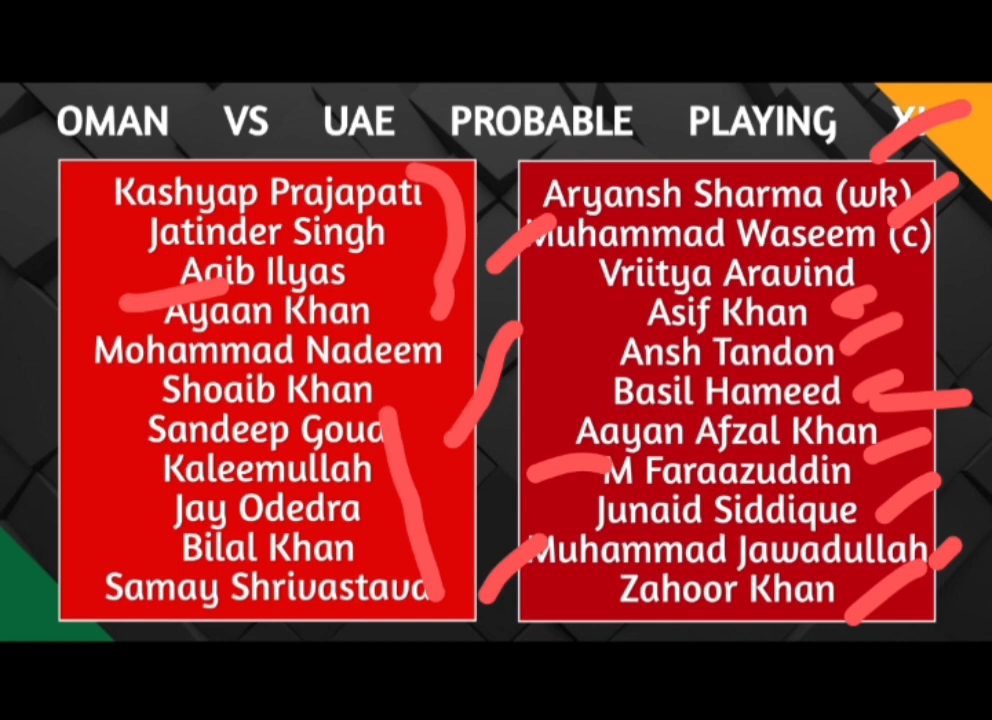 OMAN VS UAE PROBABLE PLAYING XI
Kashyap Prajapati
Jatinder Singh
Aqib Ilyas
Ayaan Khan
Mohammad Nadeem
Shoaib Khan
Sandeep Goud
Kaleemullah
Jay Odedra
Bilal Khan
Samay Shrivastava
Aryansh Sharma (wk)
Muhammad Waseem (c)
Vriitya Aravind
Asif Khan
Ansh Tandon
Basil Hameed
Aayan Afzal Khan
M Faraazuddin
Junaid Siddique
Muhammad Jawadullah
Zahoor Khan